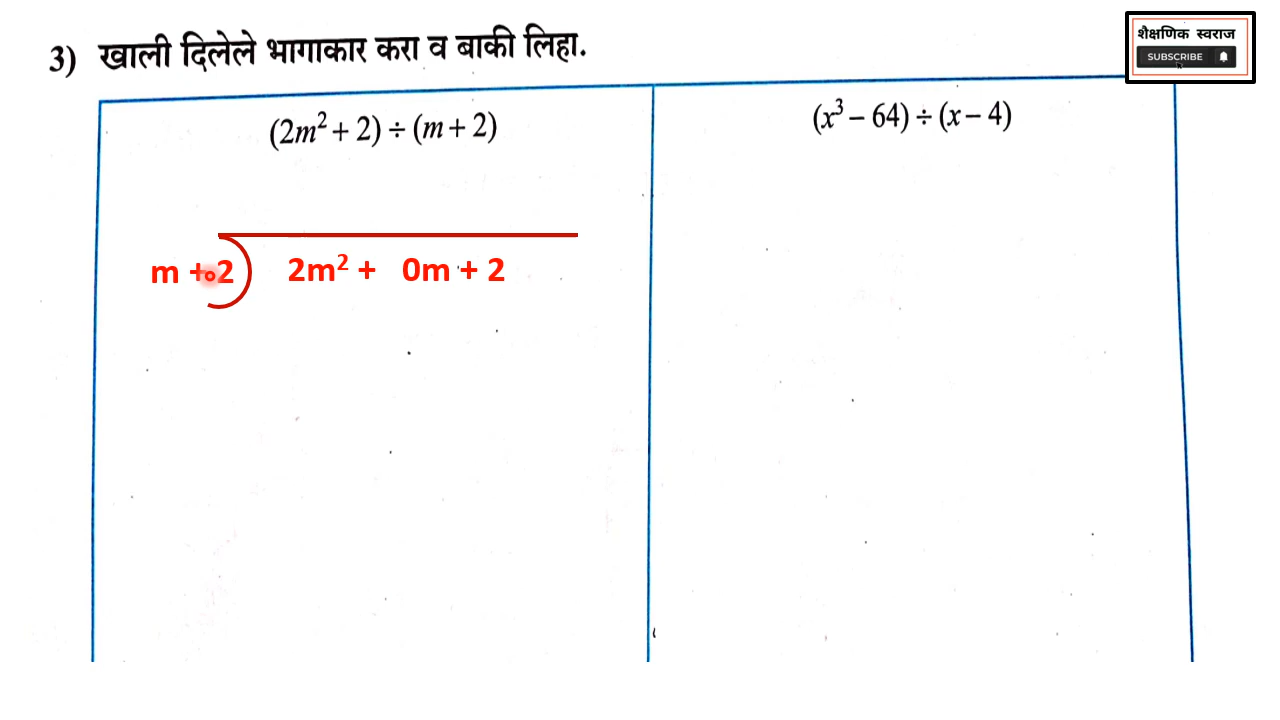 3) खाली दिलेले भागाकार करा व बाकी लिहा.
शैक्षणिक स्वराज
SUBSCRIBE
(2m² + 2) ÷ (m + 2)
(x³ – 64) ÷ (x – 4)
m + 2) 2m² + 0m + 2